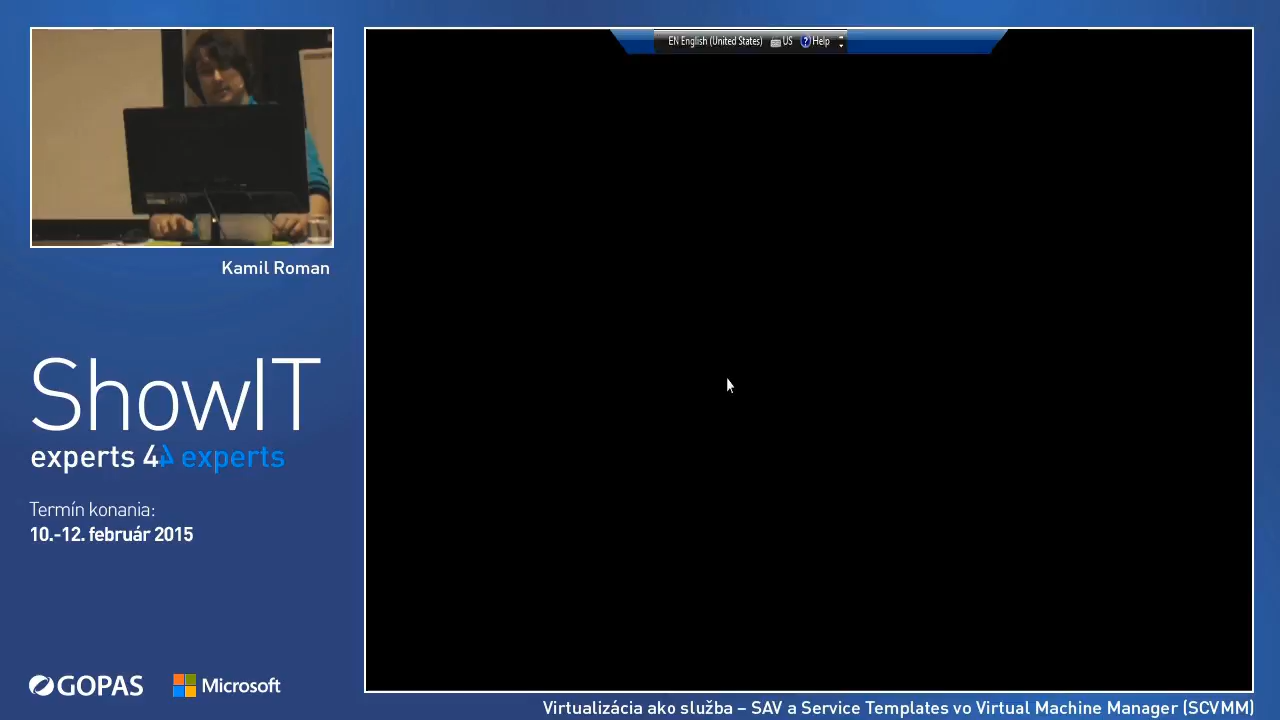 EN English (United States) US Help
Kamil Roman
ShowIT
experts 4 experts
Termín konania:
10.-12. február 2015
GOPAS Microsoft
Virtualizácia ako služba – SAV a Service Templates vo Virtual Machine Manager (SCVMM)